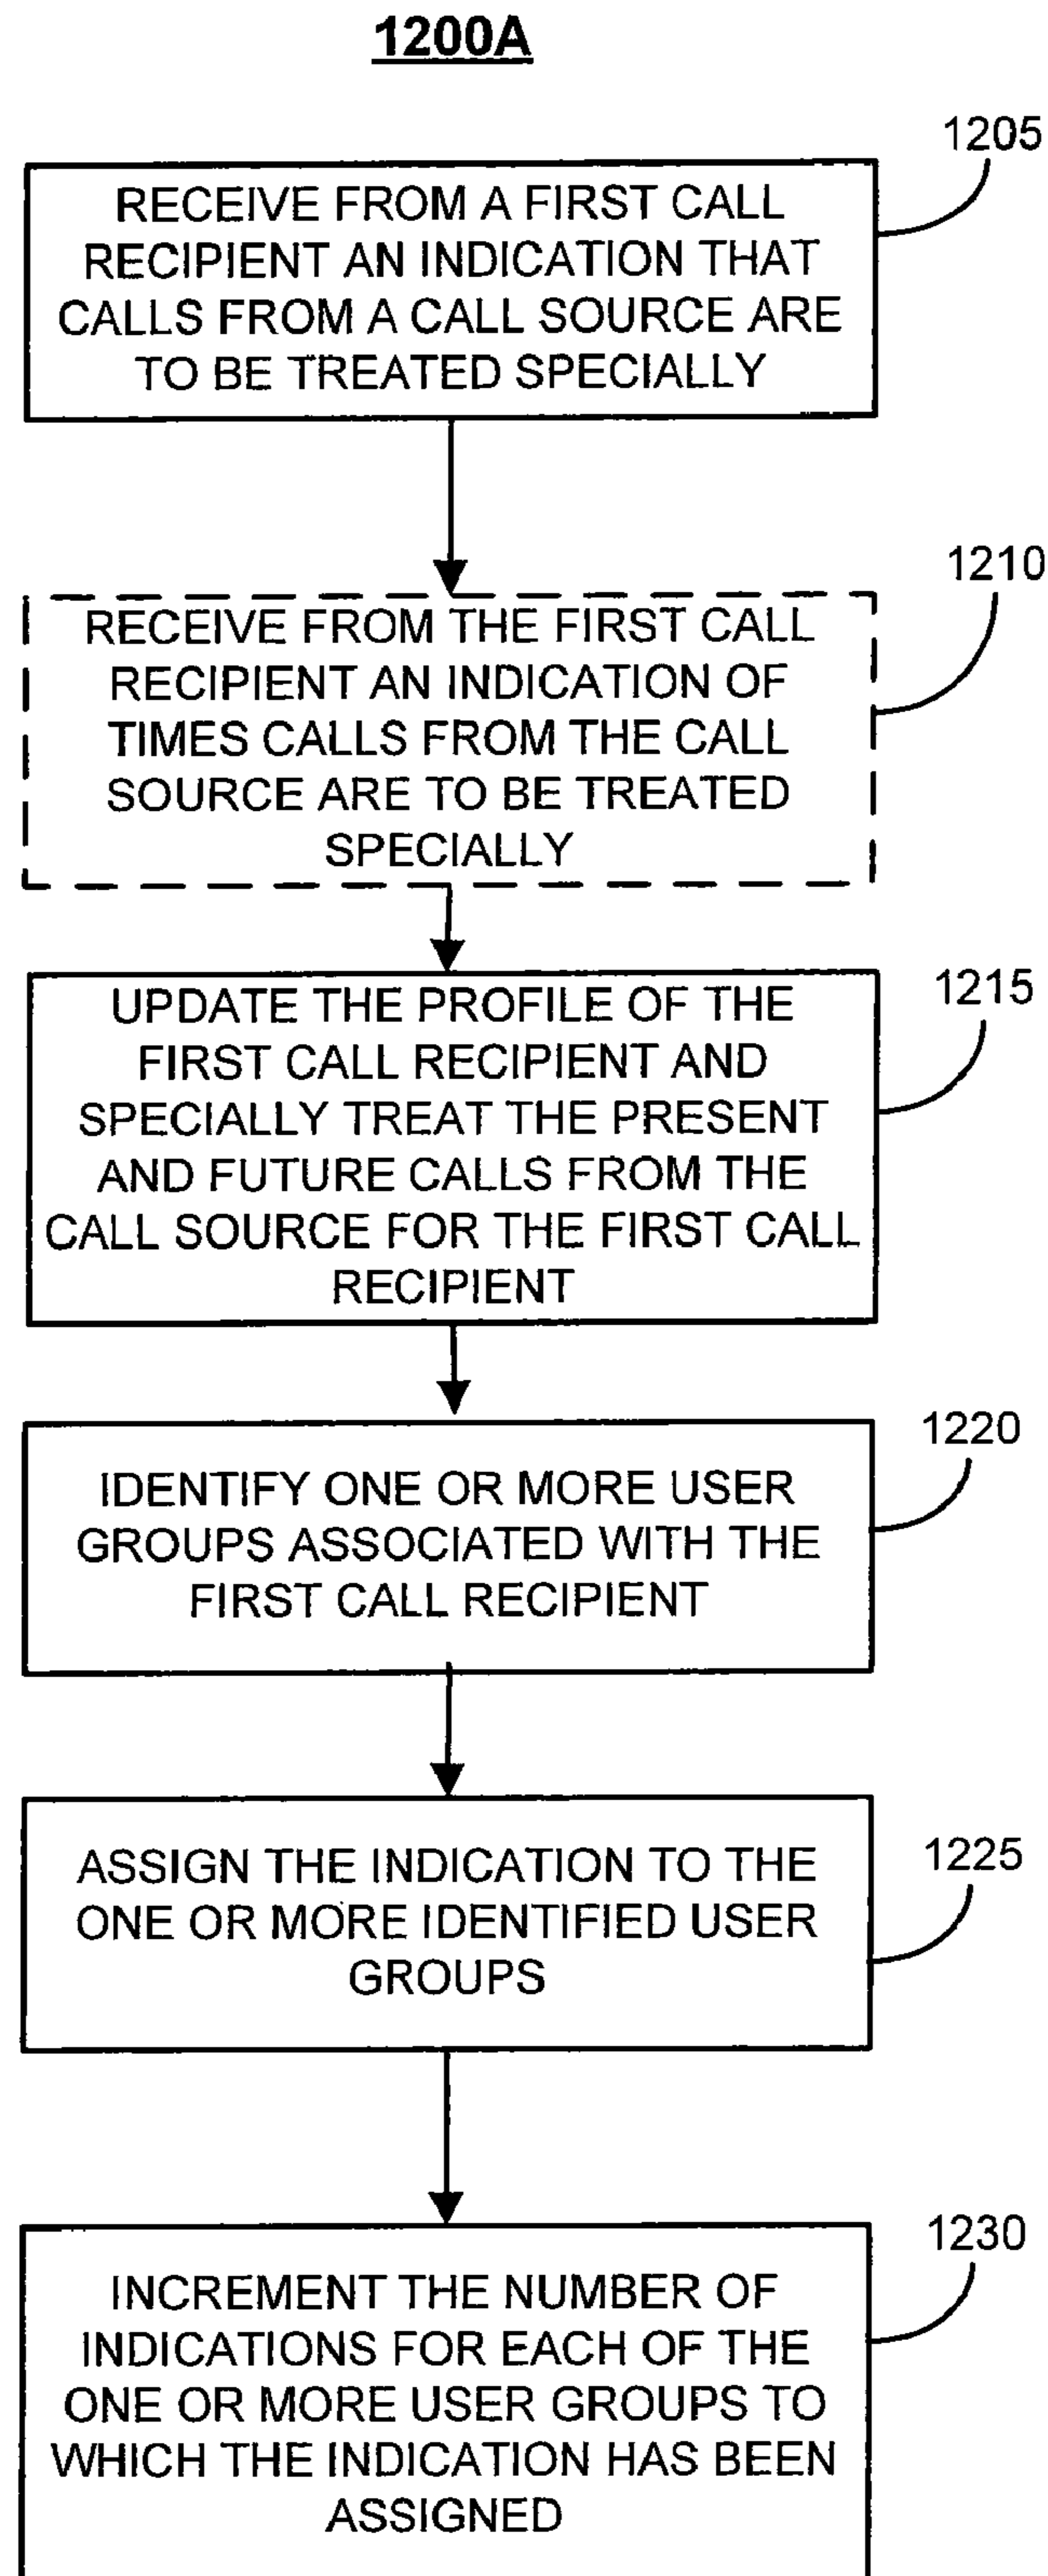 1200A
1205
RECEIVE FROM A FIRST CALL
RECIPIENT AN INDICATION THAT
CALLS FROM A CALL SOURCE ARE
TO BE TREATED SPECIALLY
1210
RECEIVE FROM THE FIRST CALL
RECIPIENT AN INDICATION OF
TIMES CALLS FROM THE CALL
SOURCE ARE TO BE TREATED
SPECIALLY
1215
UPDATE THE PROFILE OF THE
FIRST CALL RECIPIENT AND
SPECIALLY TREAT THE PRESENT
AND FUTURE CALLS FROM THE
CALL SOURCE FOR THE FIRST CALL
RECIPIENT
1220
IDENTIFY ONE OR MORE USER
GROUPS ASSOCIATED WITH THE
FIRST CALL RECIPIENT
1225
ASSIGN THE INDICATION TO THE
ONE OR MORE IDENTIFIED USER
GROUPS
1230
INCREMENT THE NUMBER OF
INDICATIONS FOR EACH OF THE
ONE OR MORE USER GROUPS TO
WHICH THE INDICATION HAS BEEN
ASSIGNED